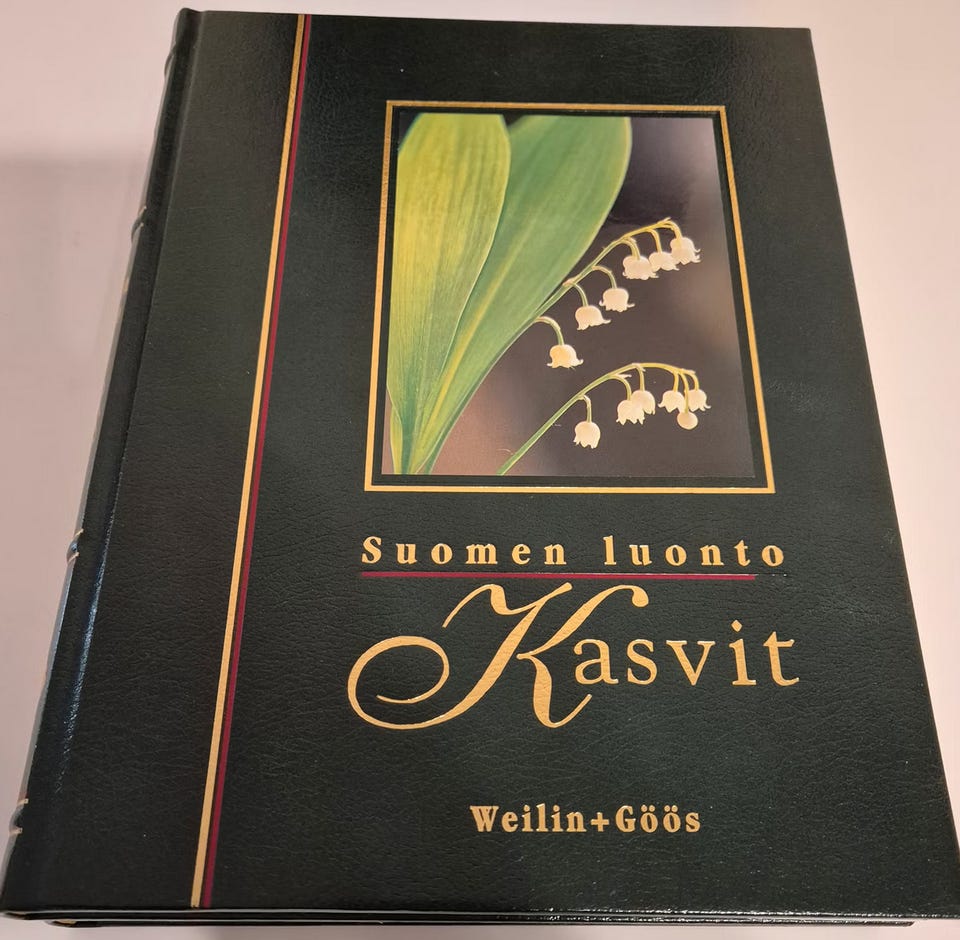 Suomen luonto
Kasvit
Weilin+Göös